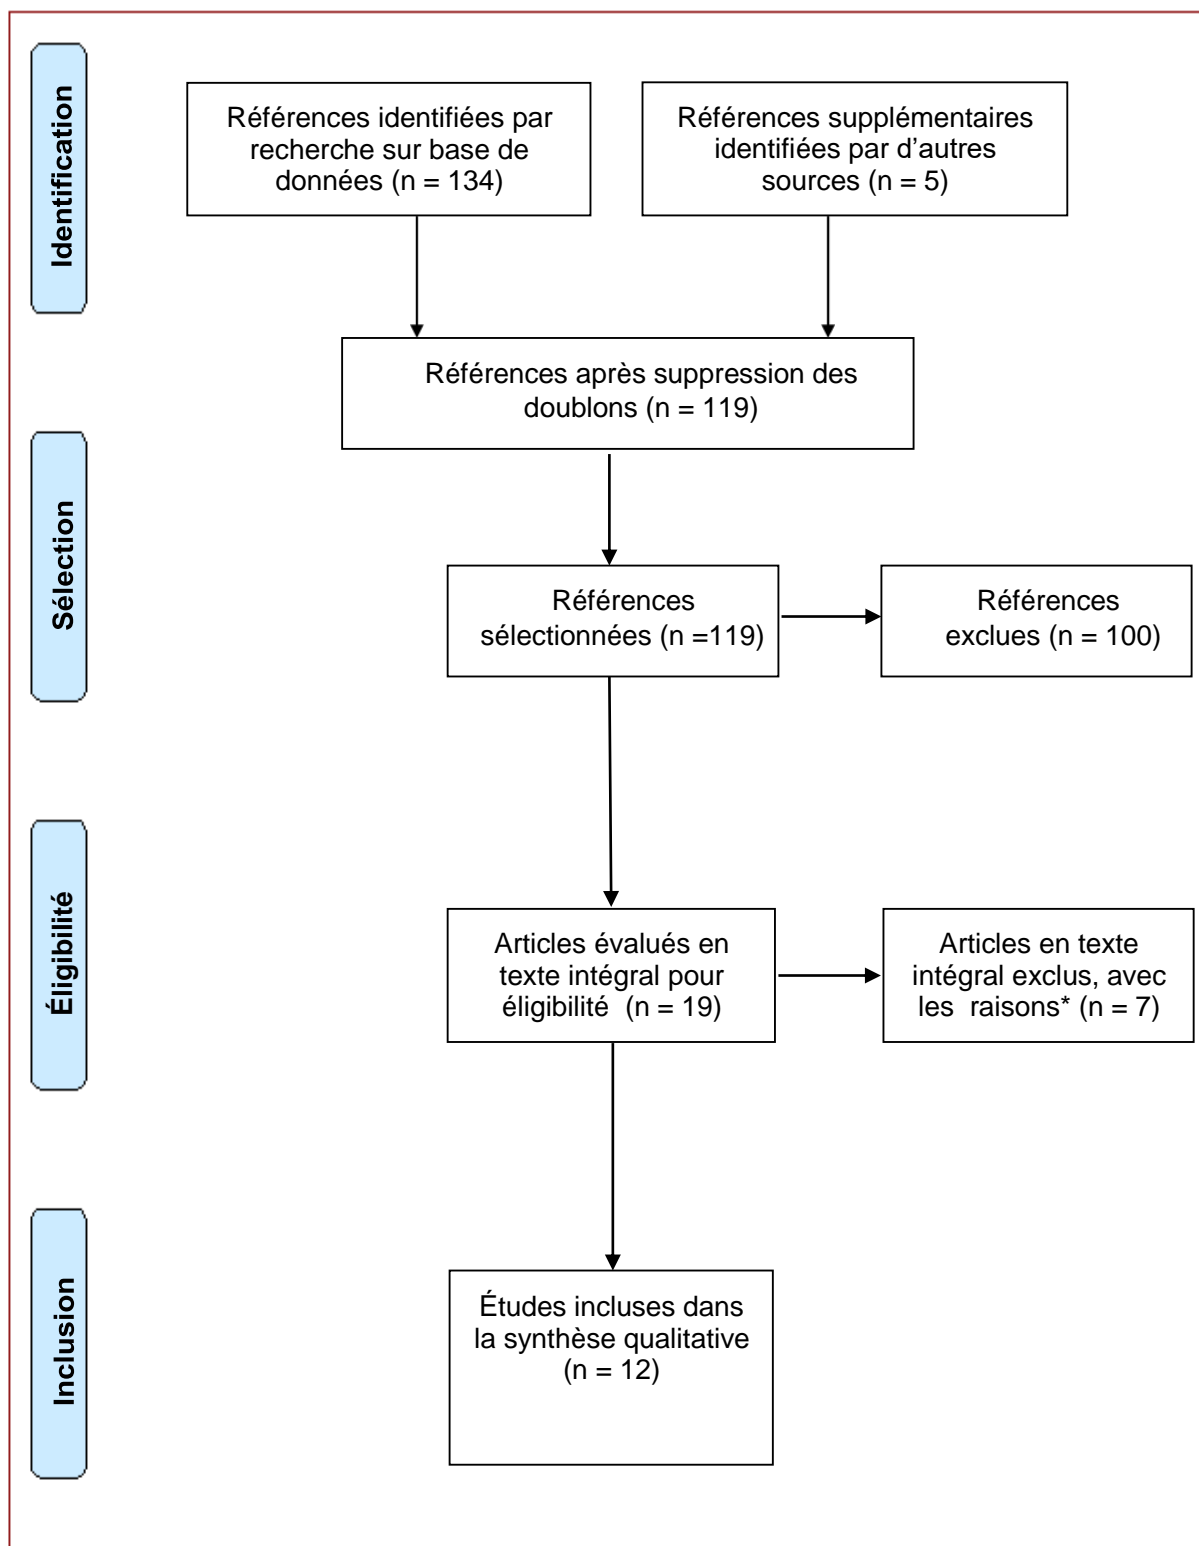 Identification
Références identifiées par
recherche sur base de
données (n = 134)
Références supplémentaires
identifiées par d’autres
sources (n = 5)
Références après suppression des
doublons (n = 119)
Sélection
Références
sélectionnées (n =119)
Références
exclues (n = 100)
Éligibilité
Articles évalués en
texte intégral pour
éligibilité  (n = 19)
Articles en texte
intégral exclus, avec
les  raisons* (n = 7)
Inclusion
Études incluses dans
la synthèse qualitative
(n = 12)